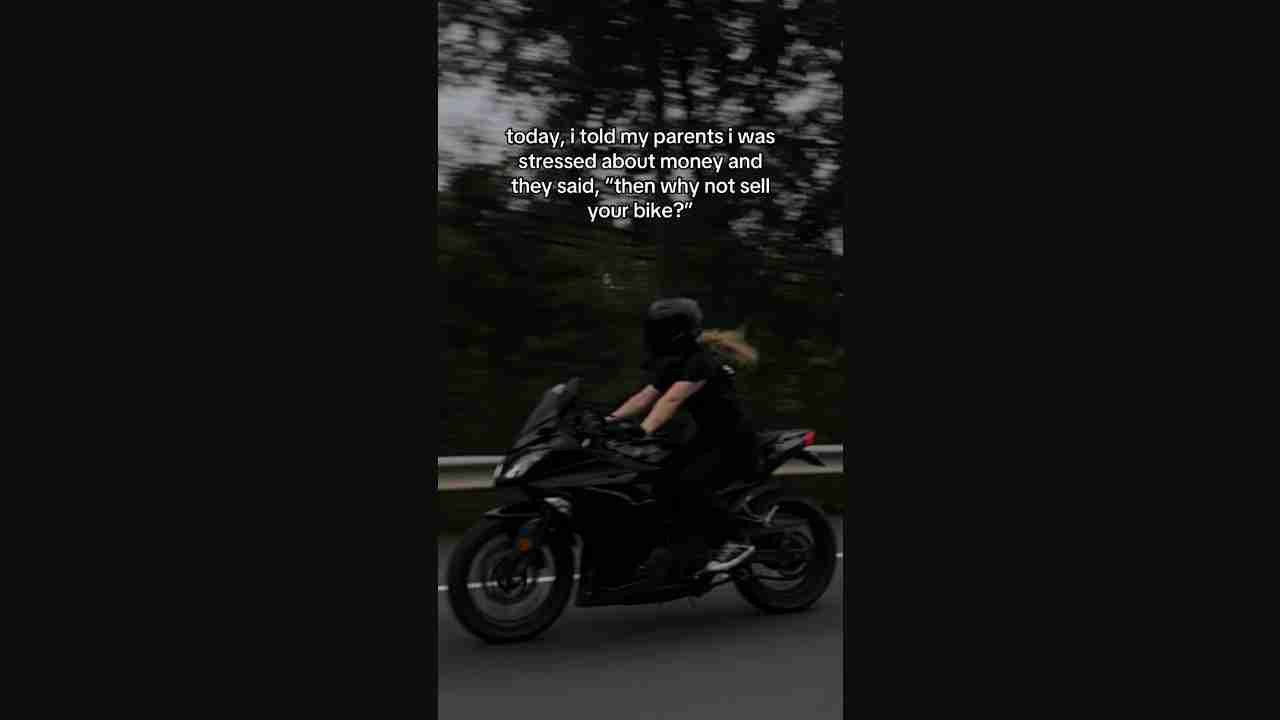 today, i told my parents i was
stressed about money and
they said, "then why not sell
your bike?"